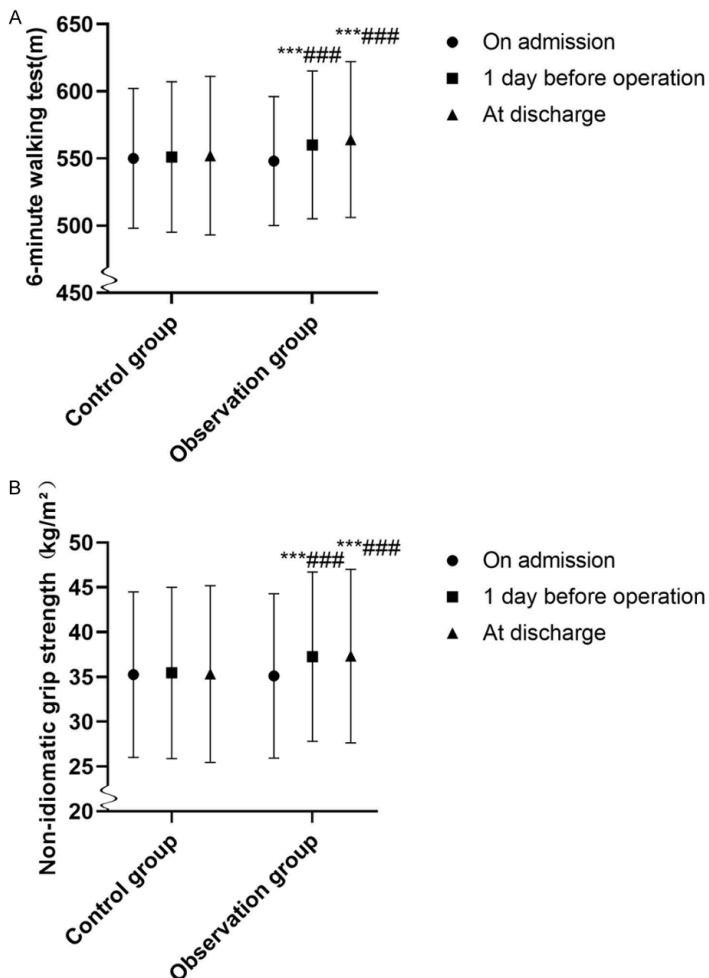 A
6-minute walking test(m)
650
600
550
500
450
***###
***###
Control group
Observation group
On admission
1 day before operation
At discharge
B
Non-idiomatic grip strength（kg/m²）
50
45
40
35
30
25
20
***###
***###
Control group
Observation group
On admission
1 day before operation
At discharge